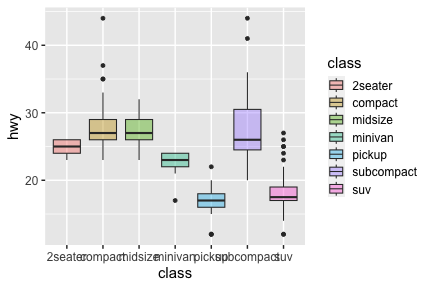 hwy
40
30
20
2seater compact midsize minivan pickup subcompact suv
class
class
2seater
compact
midsize
minivan
pickup
subcompact
suv